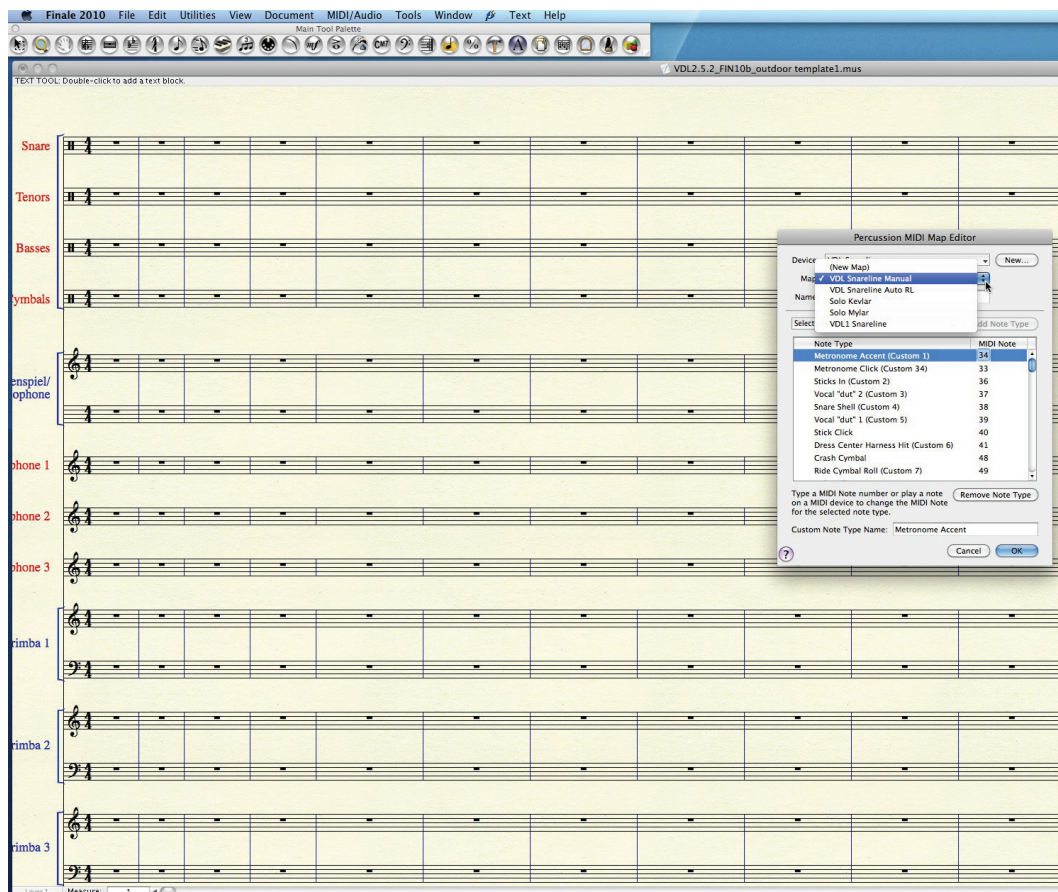 Finale 2010 File Edit Utilities View Document MIDI/Audio Tools Window Text Help
Main Tool Palette
CM7
VDL2.5.2_FIN10b_outdoor template1.mus
TEXT TOOL: Double-click to add a text block.
Snare
Tenors
Basses
ymbals
enspiel/
ophone
phone 1
phone 2
phone 3
rimba 1
rimba 2
rimba 3
Percussion MIDI Map Editor
Device New...
(New Map)
Map ✓ VDL Snareline Manual
VDL Snareline Auto RL
Name
Solo Kevlar
Solo Mylar
VDL1 Snareline
Select dd Note Type
Note Type MIDI Note
Metronome Accent (Custom 1) 34
Metronome Click (Custom 34) 33
Sticks In (Custom 2) 36
Vocal "dut" 2 (Custom 3) 37
Snare Shell (Custom 4) 38
Vocal "dut" 1 (Custom 5) 39
Stick Click 40
Dress Center Harness Hit (Custom 6) 41
Crash Cymbal 48
Ride Cymbal Roll (Custom 7) 49
Type a MIDI Note number or play a note
on a MIDI device to change the MIDI Note
for the selected note type.
Remove Note Type
Custom Note Type Name: Metronome Accent
? Cancel OK
Measure: 1